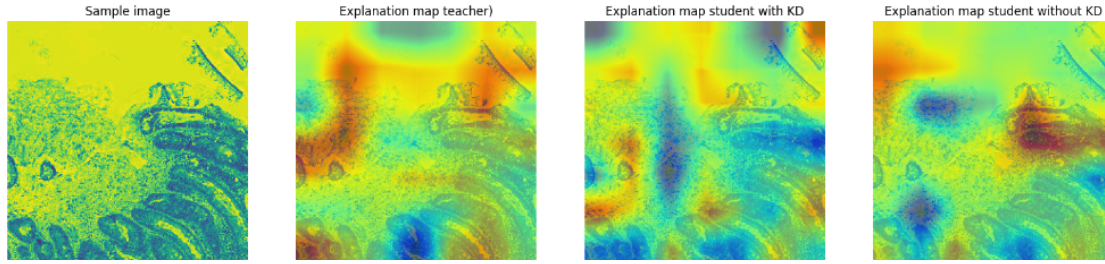 Sample image
Explanation map teacher)
Explanation map student with KD
Explanation map student without KD